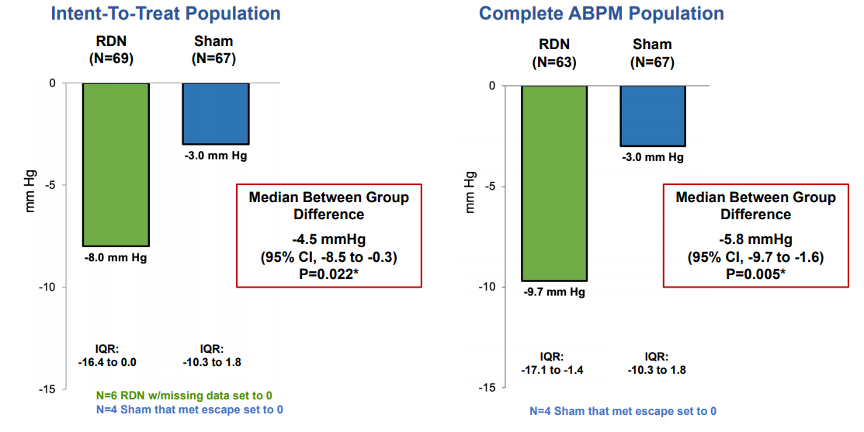 Intent-To-Treat Population
RDN
(N=69)
Sham
(N=67)
0
-5
-10
-15
mm Hg
-8.0 mm Hg
-3.0 mm Hg
Median Between Group
Difference
-4.5 mmHg
(95% CI, -8.5 to -0.3)
P=0.022*
IQR:
-16.4 to 0.0
IQR:
-10.3 to 1.8
N=6 RDN w/missing data set to 0
N=4 Sham that met escape set to 0
Complete ABPM Population
RDN
(N=63)
Sham
(N=67)
0
-5
-10
-15
mm Hg
-9.7 mm Hg
-3.0 mm Hg
Median Between Group
Difference
-5.8 mmHg
(95% CI, -9.7 to -1.6)
P=0.005*
IQR:
-17.1 to -1.4
IQR:
-10.3 to 1.8
N=4 Sham that met escape set to 0